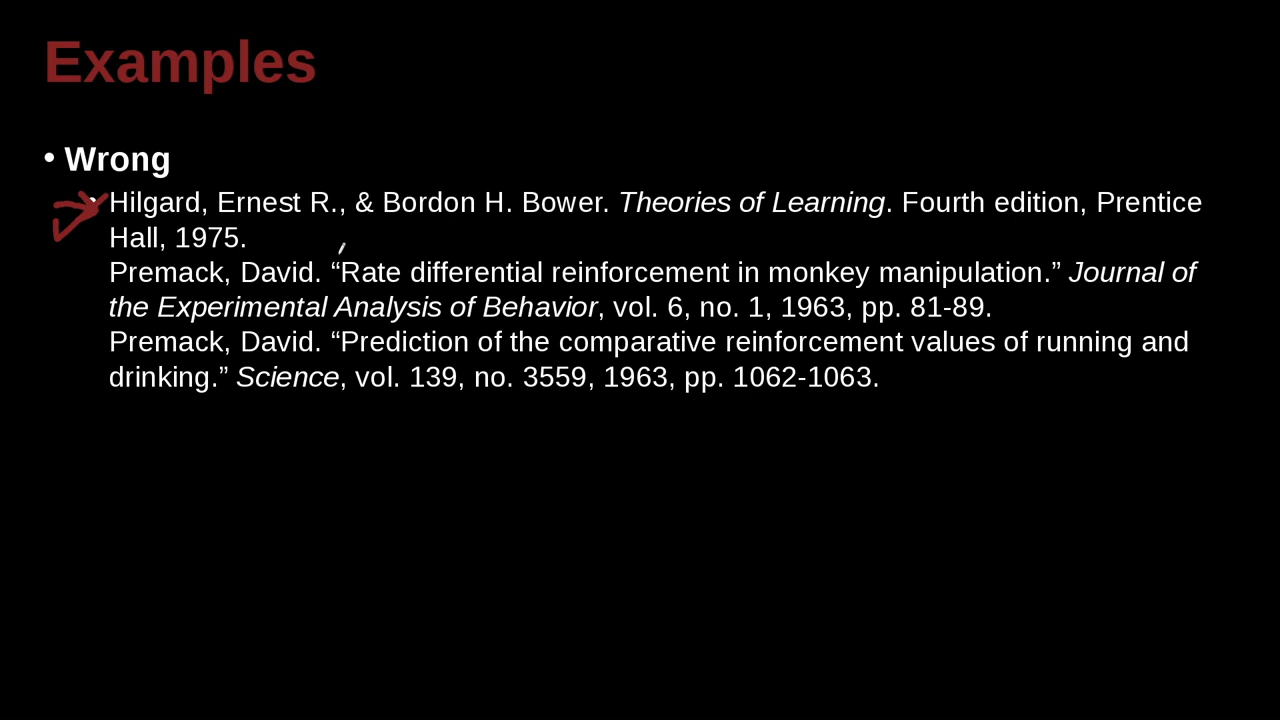 Examples
• Wrong
• Hilgard, Ernest R., & Bordon H. Bower. Theories of Learning. Fourth edition, Prentice
Hall, 1975.
Premack, David. “Rate differential reinforcement in monkey manipulation.” Journal of
the Experimental Analysis of Behavior, vol. 6, no. 1, 1963, pp. 81-89.
Premack, David. “Prediction of the comparative reinforcement values of running and
drinking.” Science, vol. 139, no. 3559, 1963, pp. 1062-1063.